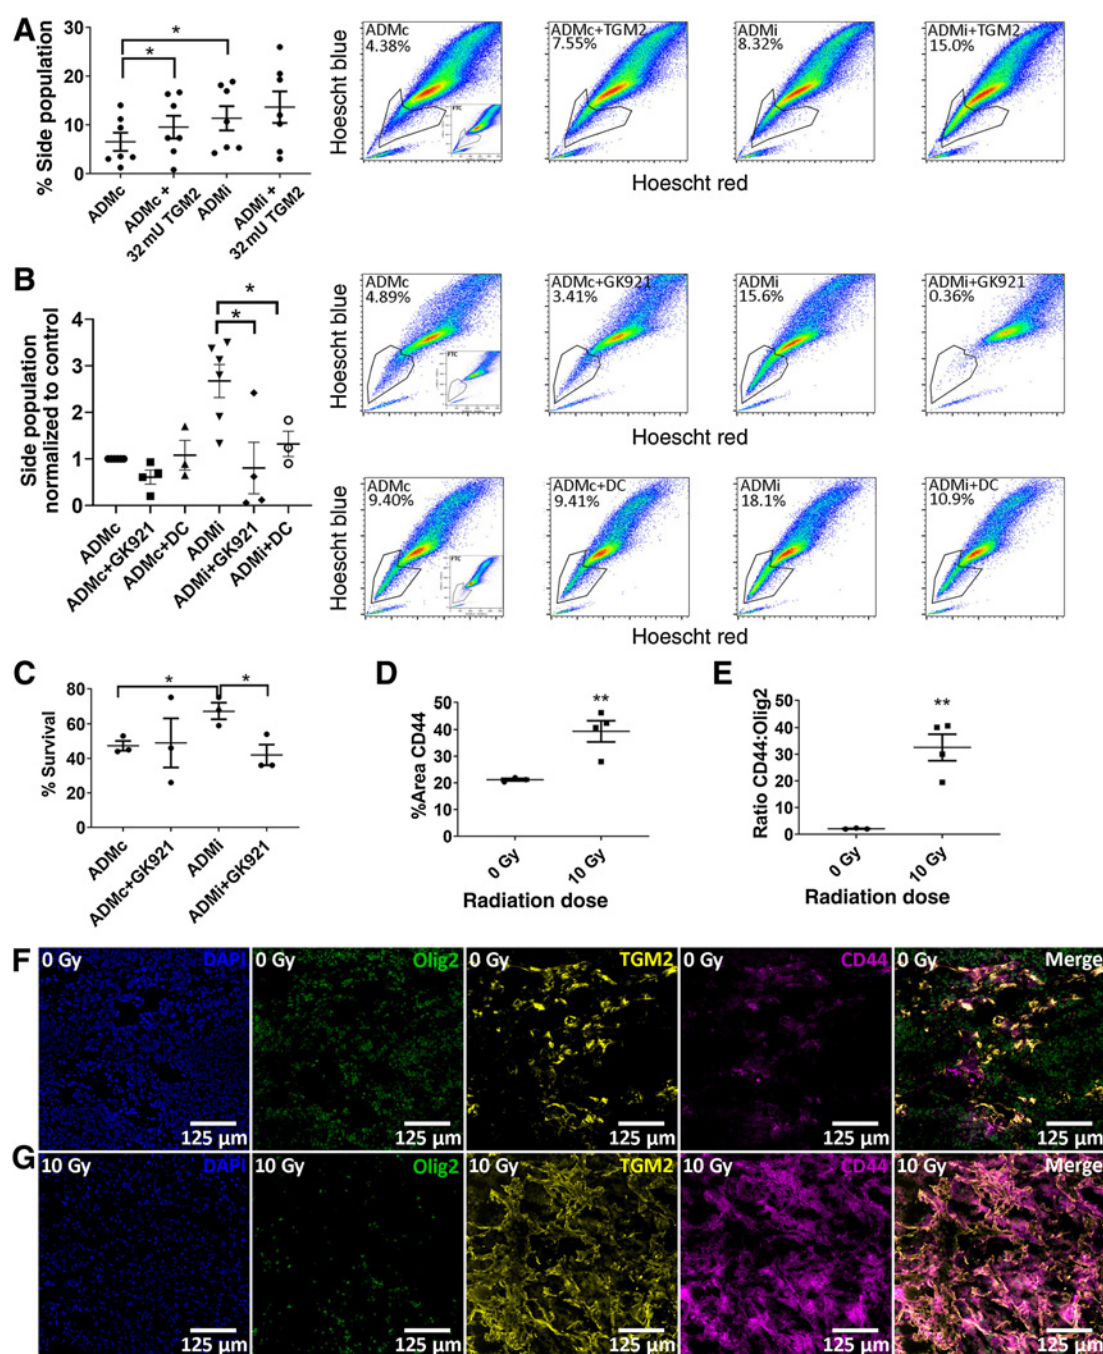 A
% Side population
30
20
10
0
*
*
ADMc
ADMc +
32 mU TGM2
ADMi
ADMi +
32 mU TGM2
Hoescht blue
ADMc
4.38%
FTC
ADMc+TGM2
7.55%
ADMi
8.32%
ADMi+TGM2
15.0%
Hoescht red
B
Side population
normalized to control
4
3
2
1
0
*
*
ADMc
ADMc+GK921
ADMc+DC
ADMi
ADMi+GK921
ADMi+DC
Hoescht blue
ADMc
4.89%
FTC
ADMc+GK921
3.41%
ADMi
15.6%
ADMi+GK921
0.36%
Hoescht red
Hoescht blue
ADMc
9.40%
FTC
ADMc+DC
9.41%
ADMi
18.1%
ADMi+DC
10.9%
Hoescht red
C
% Survival
80
60
40
20
0
*
*
ADMc
ADMc+GK921
ADMi
ADMi+GK921
D
%Area CD44
50
40
30
20
10
0
**
0 Gy
10 Gy
Radiation dose
E
Ratio CD44:Olig2
50
40
30
20
10
0
**
0 Gy
10 Gy
Radiation dose
F
0 Gy DAPI
125 µm
0 Gy Olig2
125 µm
0 Gy TGM2
125 µm
0 Gy CD44
125 µm
0 Gy Merge
125 µm
G
10 Gy DAPI
125 µm
10 Gy Olig2
125 µm
10 Gy TGM2
125 µm
10 Gy CD44
125 µm
10 Gy Merge
125 µm